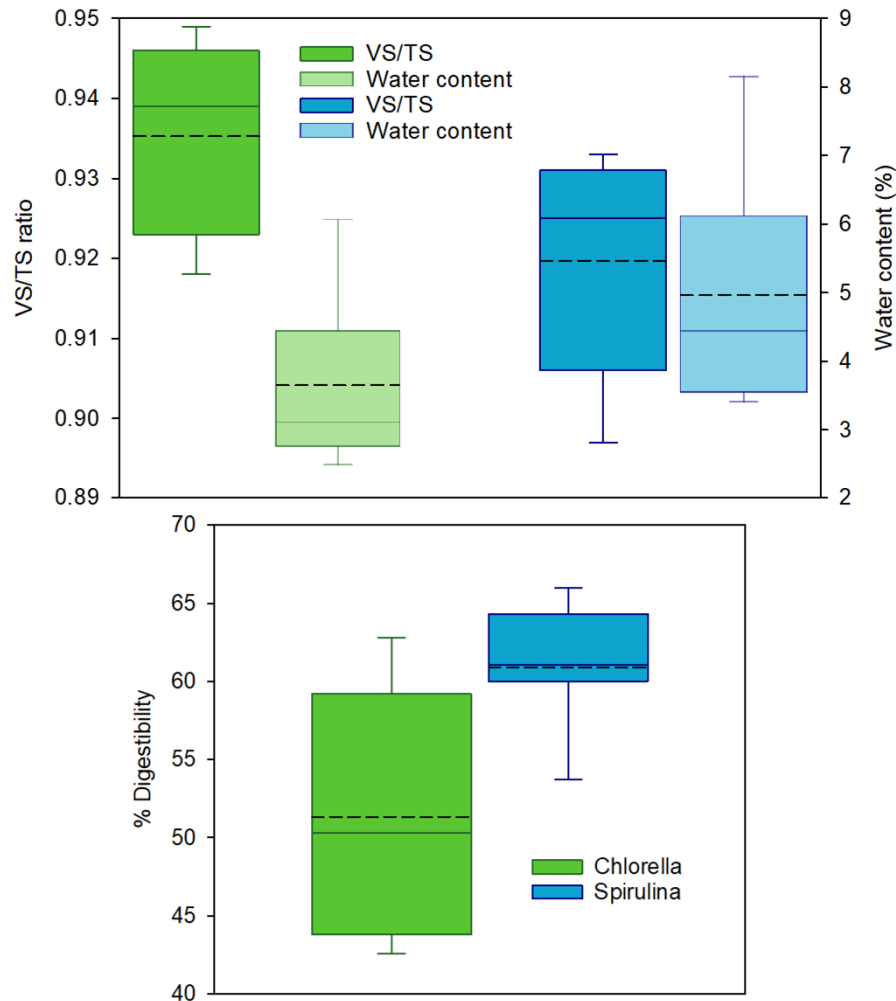 0.95
0.94
0.93
0.92
0.91
0.90
0.89
VS/TS ratio
VS/TS
Water content
VS/TS
Water content
9
8
7
6
5
4
3
2
Water content (%)
70
65
60
55
50
45
40
% Digestibility
Chlorella
Spirulina